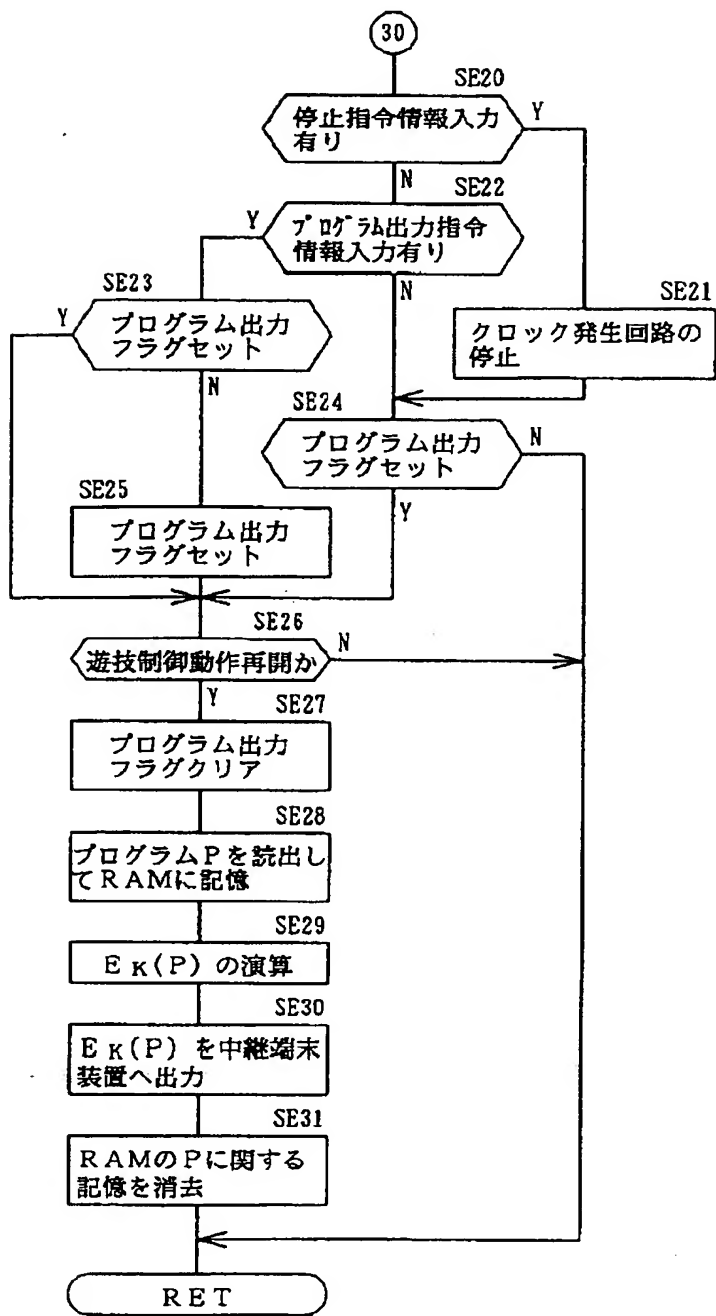 30
SE20
停止指令情報入力
有り
Y
N
SE22
Y
プログラム出力指令
情報入力有り
SE23
N
SE21
Y
プログラム出力
フラグセット
クロック発生回路の
停止
N
SE24
プログラム出力
フラグセット
N
SE25
Y
プログラム出力
フラグセット
SE26
遊技制御動作再開か
N
Y
SE27
プログラム出力
フラグクリア
SE28
プログラムPを読出し
てRAMに記憶
SE29
EK(P)の演算
SE30
EK(P)を中継端末
装置へ出力
SE31
RAMのPに関する
記憶を消去
RET